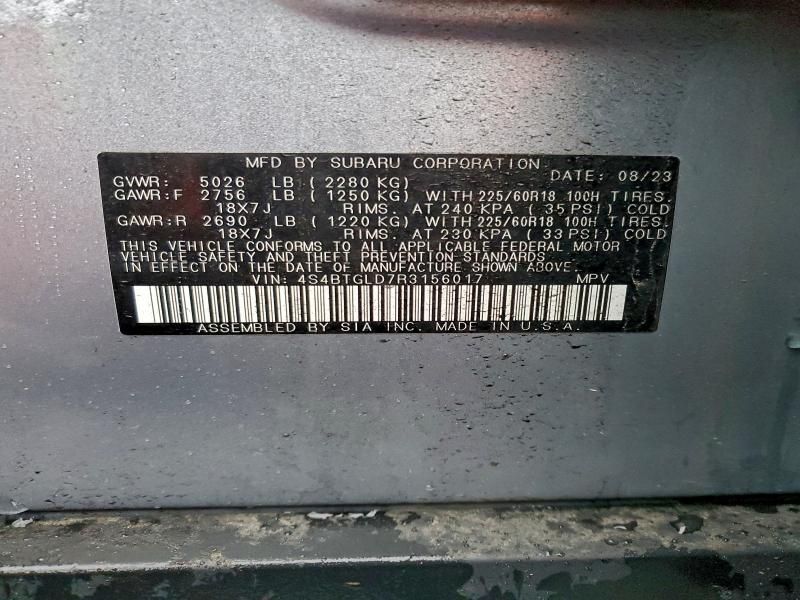 MFD BY SUBARU CORPORATION DATE: 08/23
GVWR: 5026 LB ( 2280 KG)
GAWR:F 2756 LB ( 1250 KG) WITH 225/60R18 100H TIRES.
18X7J RIMS. AT 240 KPA ( 35 PSI) COLD
GAWR:R 2690 LB ( 1220 KG) WITH 225/60R18 100H TIRES.
18X7J RIMS. AT 230 KPA ( 33 PSI) COLD
THIS VEHICLE CONFORMS TO ALL APPLICABLE FEDERAL MOTOR
VEHICLE SAFETY AND THEFT PREVENTION STANDARDS
IN EFFECT ON THE DATE OF MANUFACTURE SHOWN ABOVE.
VIN: 4S4BTGLD7R3156017 MPV
ASSEMBLED BY SIA INC. MADE IN U.S.A.